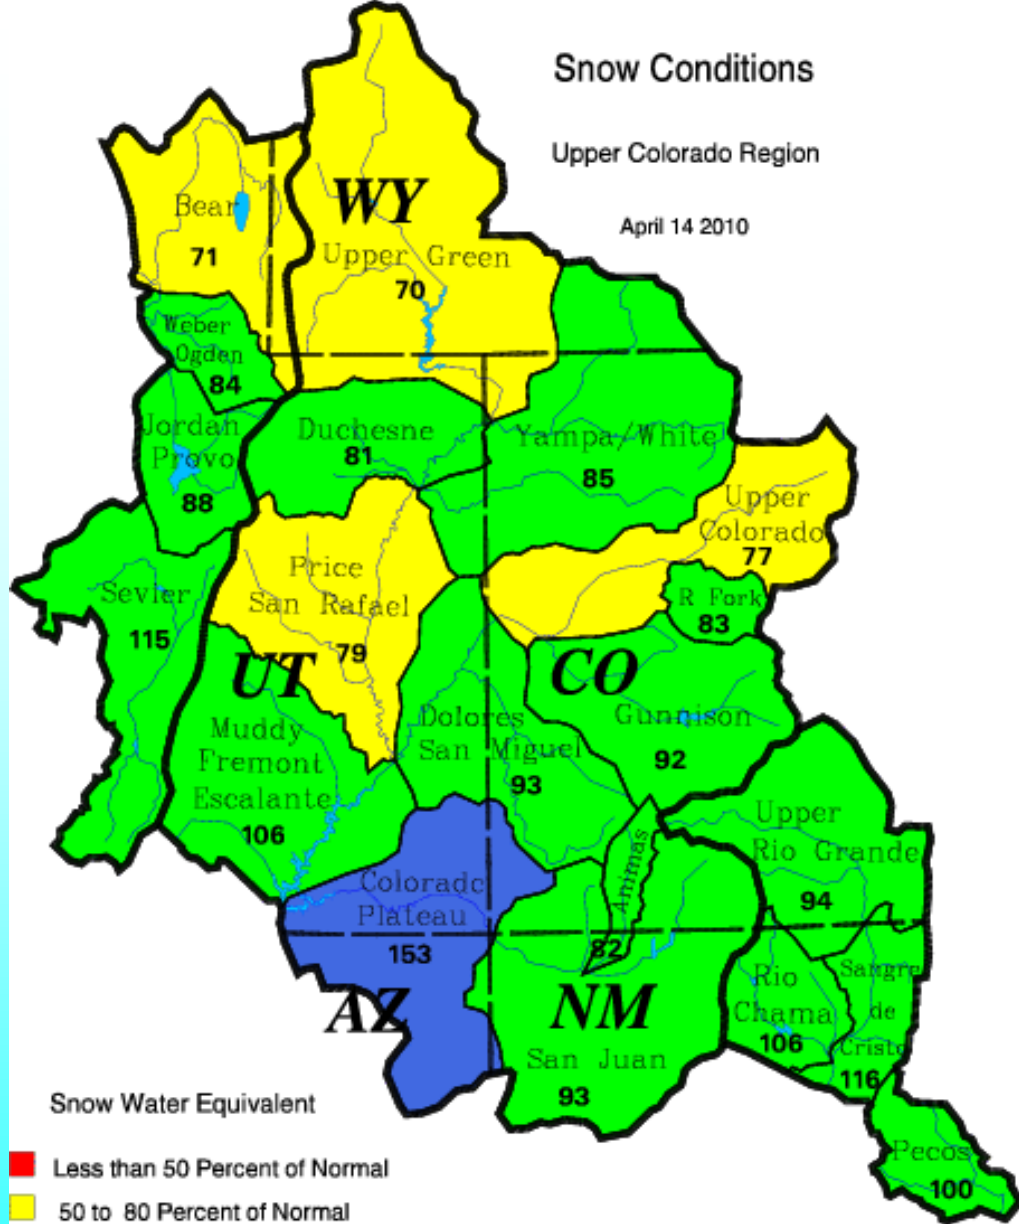 Snow Conditions
Upper Colorado Region
April 14 2010
WY
Bear
71
Upper Green
70
Weber
Ogden
84
Jordan
Provo
88
Duchesne
81
Yampa/White
85
Upper
Colorado
77
R Fork
83
Price
San Rafael
79
Sevier
115
UT
CO
Muddy
Fremont
Escalante
106
Dolores
San Miguel
93
Gunnison
92
Upper
Rio Grande
94
Animas
82
Coloradc
Plateau
153
AZ
NM
San Juan
93
Rio
Chama
106
Sangre
de
Cristo
116
Pecos
100
Snow Water Equivalent
Less than 50 Percent of Normal
50 to 80 Percent of Normal